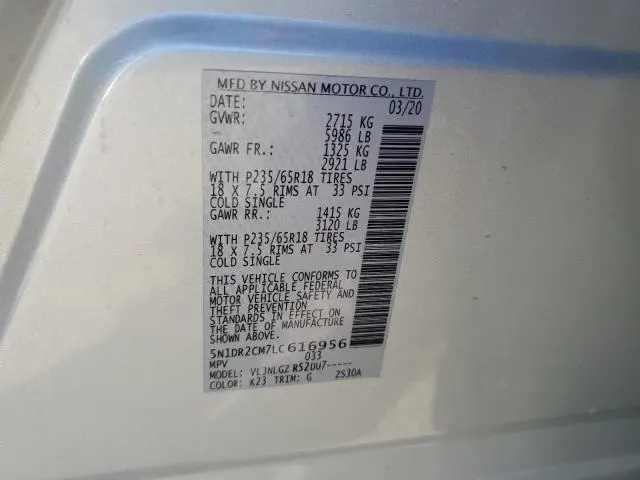 MFD BY NISSAN MOTOR CO., LTD.
DATE: 03/20
GVWR: 2715 KG
5986 LB
GAWR FR.: 1325 KG
2921 LB
WITH P235/65R18 TIRES
18 X 7.5 RIMS AT 33 PSI
COLD SINGLE
GAWR RR.: 1415 KG
3120 LB
WITH P235/65R18 TIRES
18 X 7.5 RIMS AT 33 PSI
COLD SINGLE
THIS VEHICLE CONFORMS TO
ALL APPLICABLE FEDERAL
MOTOR VEHICLE SAFETY AND
THEFT PREVENTION
STANDARDS IN EFFECT ON
THE DATE OF MANUFACTURE
SHOWN ABOVE.
5N1DR2CM7LC616956
MPV 033
MODEL: VLJNLGZ R52DU7-----
COLOR: K23 TRIM: G ZS30A